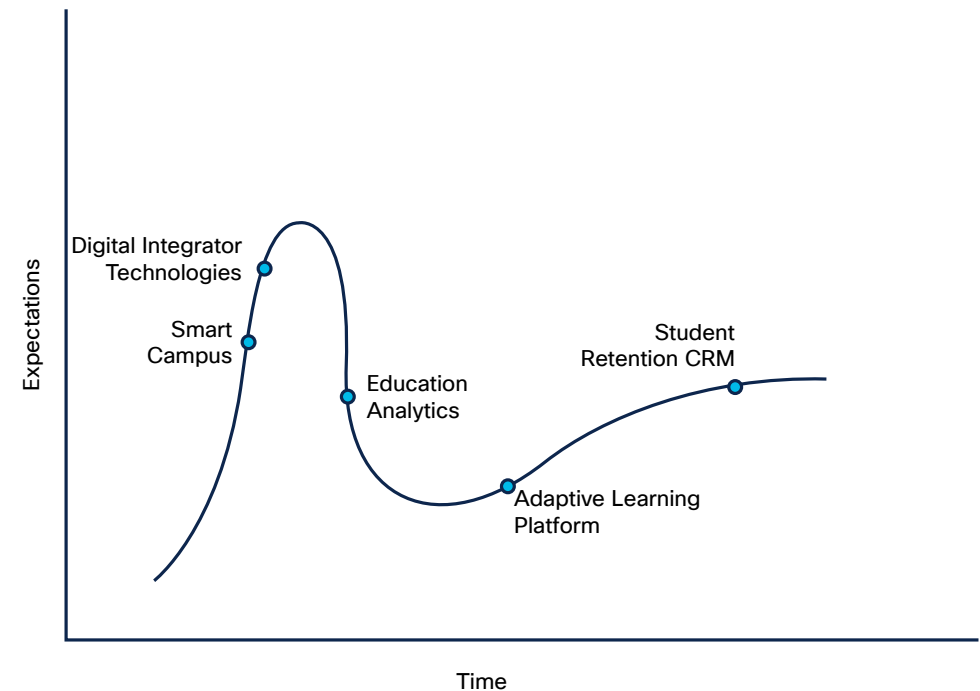 Expectations
Digital Integrator
Technologies
Smart
Campus
Education
Analytics
Student
Retention CRM
Adaptive Learning
Platform
Time